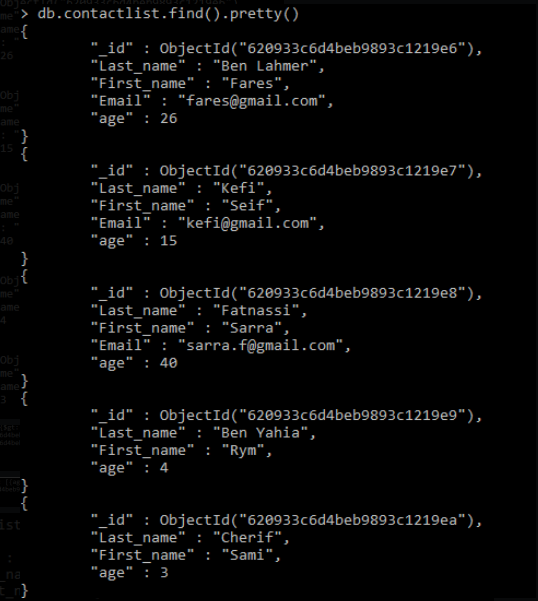 > db.contactlist.find().pretty()
{
"_id" : ObjectId("620933c6d4beb9893c1219e6"),
"Last_name" : "Ben Lahmer",
"First_name" : "Fares",
"Email" : "fares@gmail.com",
"age" : 26
}
{
"_id" : ObjectId("620933c6d4beb9893c1219e7"),
"Last_name" : "Kefi",
"First_name" : "Seif",
"Email" : "kefi@gmail.com",
"age" : 15
}
{
"_id" : ObjectId("620933c6d4beb9893c1219e8"),
"Last_name" : "Fatnassi",
"First_name" : "Sarra",
"Email" : "sarra.f@gmail.com",
"age" : 40
}
{
"_id" : ObjectId("620933c6d4beb9893c1219e9"),
"Last_name" : "Ben Yahia",
"First_name" : "Rym",
"age" : 4
}
{
"_id" : ObjectId("620933c6d4beb9893c1219ea"),
"Last_name" : "Cherif",
"First_name" : "Sami",
"age" : 3
}